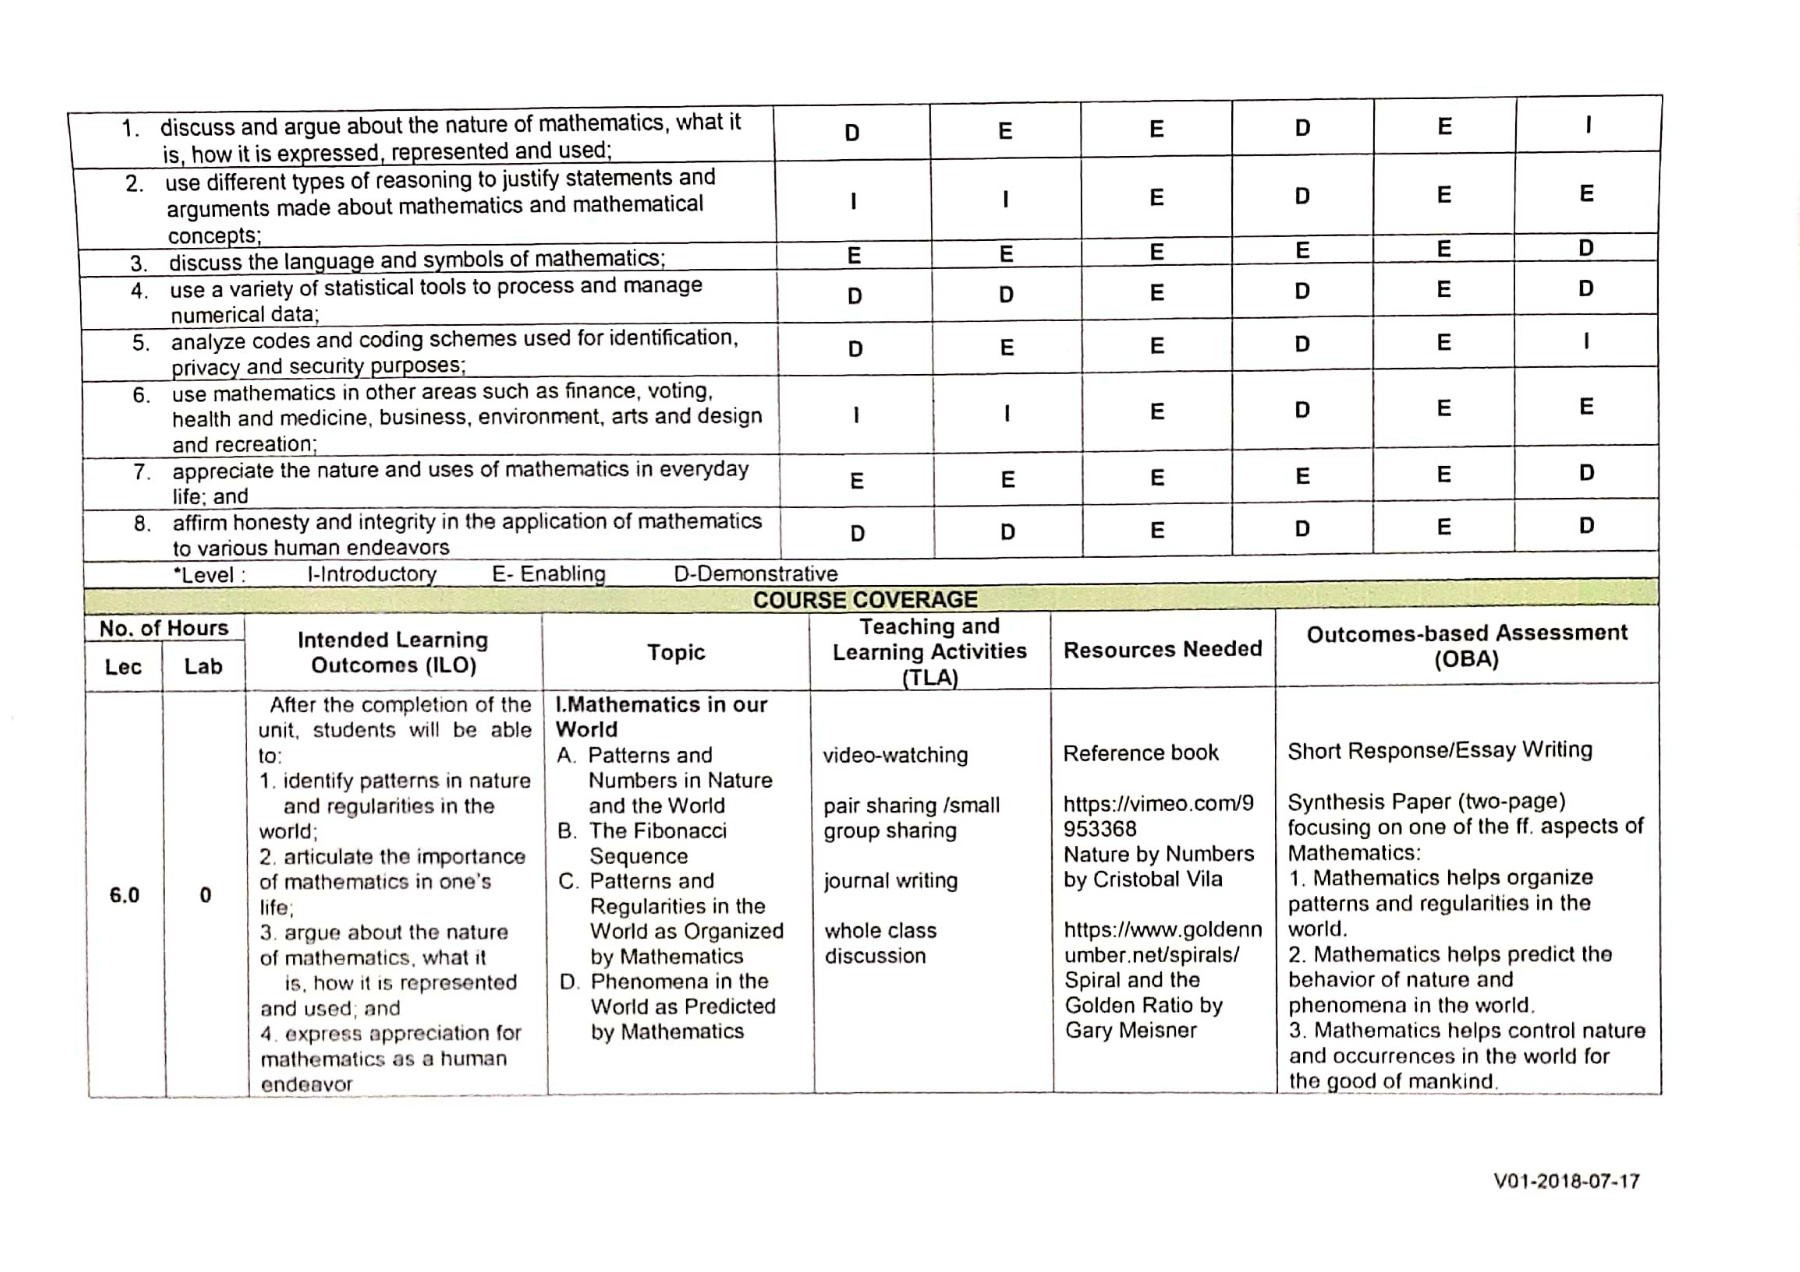 1. discuss and argue about the nature of mathematics, what it
is, how it is expressed, represented and used;
D E E D E I
2. use different types of reasoning to justify statements and
arguments made about mathematics and mathematical
concepts;
I I E D E E
3. discuss the language and symbols of mathematics;
E E E E E D
4. use a variety of statistical tools to process and manage
numerical data;
D D E D E D
5. analyze codes and coding schemes used for identification,
privacy and security purposes;
D E E D E I
6. use mathematics in other areas such as finance, voting,
health and medicine, business, environment, arts and design
and recreation;
I I E D E E
7. appreciate the nature and uses of mathematics in everyday
life; and
E E E E E D
8. affirm honesty and integrity in the application of mathematics
to various human endeavors
D D E D E D
*Level : I-Introductory E- Enabling D-Demonstrative
COURSE COVERAGE
No. of Hours
Lec Lab
Intended Learning
Outcomes (ILO)
Topic
Teaching and
Learning Activities
(TLA)
Resources Needed
Outcomes-based Assessment
(OBA)
6.0
0
After the completion of the
unit, students will be able
to:
1. identify patterns in nature
and regularities in the
world;
2. articulate the importance
of mathematics in one's
life;
3. argue about the nature
of mathematics, what it
is, how it is represented
and used; and
4. express appreciation for
mathematics as a human
endeavor
I.Mathematics in our
World
A. Patterns and
Numbers in Nature
and the World
B. The Fibonacci
Sequence
C. Patterns and
Regularities in the
World as Organized
by Mathematics
D. Phenomena in the
World as Predicted
by Mathematics
video-watching
pair sharing /small
group sharing
journal writing
whole class
discussion
Reference book
https://vimeo.com/9
953368
Nature by Numbers
by Cristobal Vila
https://www.goldenn
umber.net/spirals/
Spiral and the
Golden Ratio by
Gary Meisner
Short Response/Essay Writing
Synthesis Paper (two-page)
focusing on one of the ff. aspects of
Mathematics:
1. Mathematics helps organize
patterns and regularities in the
world.
2. Mathematics helps predict the
behavior of nature and
phenomena in the world.
3. Mathematics helps control nature
and occurrences in the world for
the good of mankind.
V01-2018-07-17